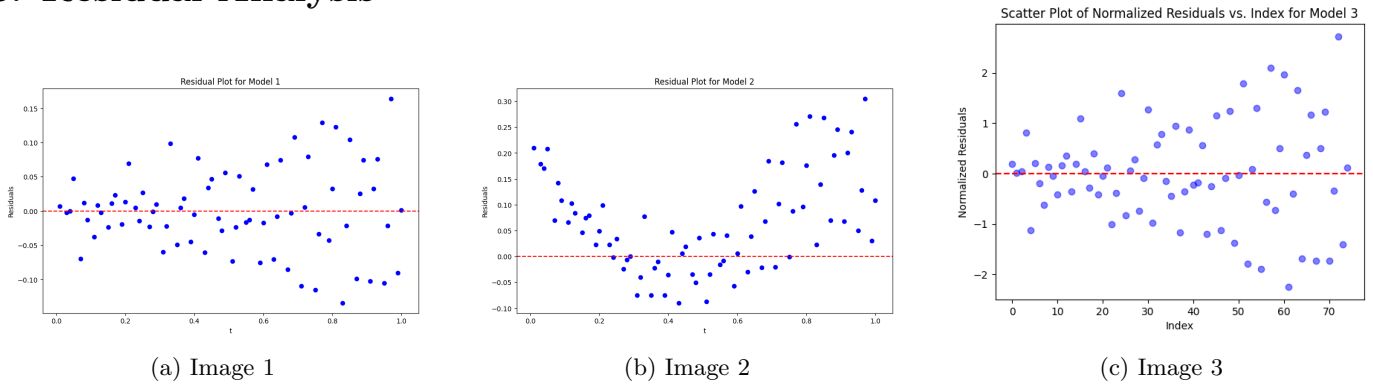 Residual Analysis
Residual Plot for Model 1
0.15
0.10
0.05
0.00
−0.05
−0.10
Residuals
0.0 0.2 0.4 0.6 0.8 1.0
t
(a) Image 1
Residual Plot for Model 2
0.30
0.25
0.20
0.15
0.10
0.05
0.00
−0.05
−0.10
Residuals
0.0 0.2 0.4 0.6 0.8 1.0
t
(b) Image 2
Scatter Plot of Normalized Residuals vs. Index for Model 3
2
1
0
−1
−2
Normalized Residuals
0 10 20 30 40 50 60 70
Index
(c) Image 3